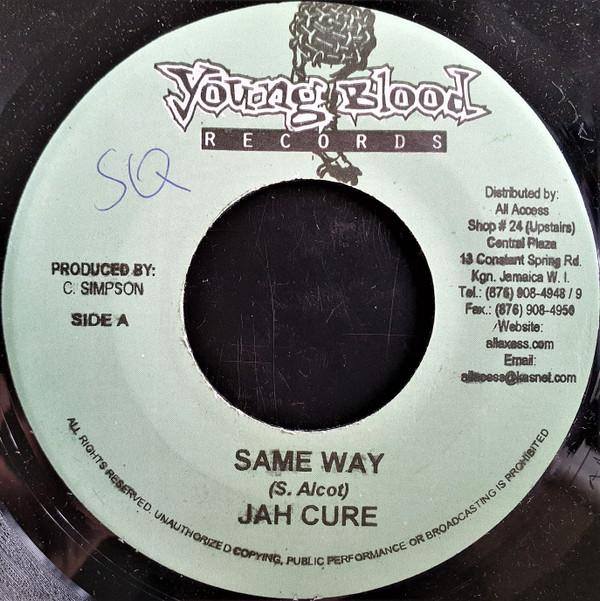 Young Blood
RECORDS
SQ
Distributed by:
All Access
Shop # 24 (Upstairs)
Central Plaza
13 Constant Spring Rd.
Kgn. Jamaica W. I.
Tel.: (876) 908-4948 / 9
Fax.: (876) 908-4950
Website:
allaxess.com
Email:
allaxess@kasnet.com
PRODUCED BY:
C. SIMPSON
SIDE A
SAME WAY
(S. Alcot)
JAH CURE
ALL RIGHTS RESERVED. UNAUTHORIZED COPYING, PUBLIC PERFORMANCE OR BROADCASTING IS PROHIBITED